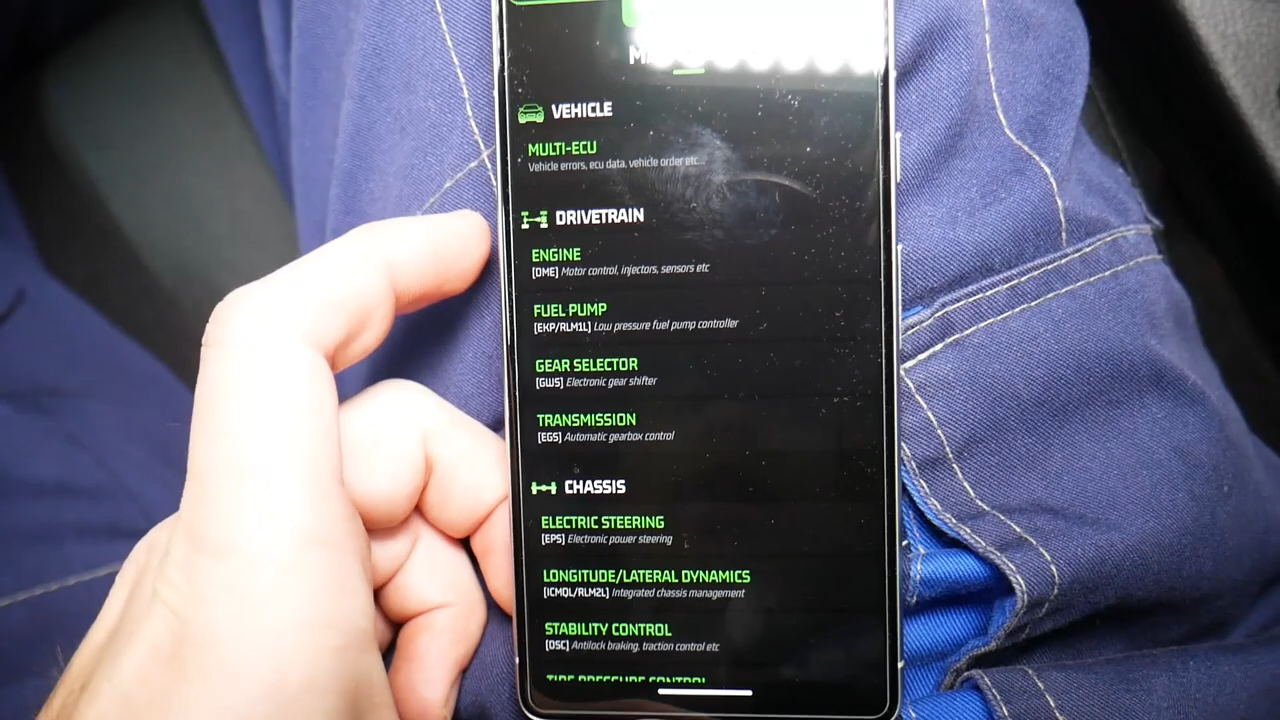 VEHICLE
MULTI-ECU
Vehicle errors, ecu data, vehicle order etc...
DRIVETRAIN
ENGINE
[DME] Motor control, injectors, sensors etc
FUEL PUMP
[EKP/RLM1L] Low pressure fuel pump controller
GEAR SELECTOR
[GWS] Electronic gear shifter
TRANSMISSION
[EGS] Automatic gearbox control
CHASSIS
ELECTRIC STEERING
[EPS] Electronic power steering
LONGITUDE/LATERAL DYNAMICS
[ICMQL/RLM2L] Integrated chassis management
STABILITY CONTROL
[DSC] Antilock braking, traction control etc
TIRE PRESSURE CONTROL